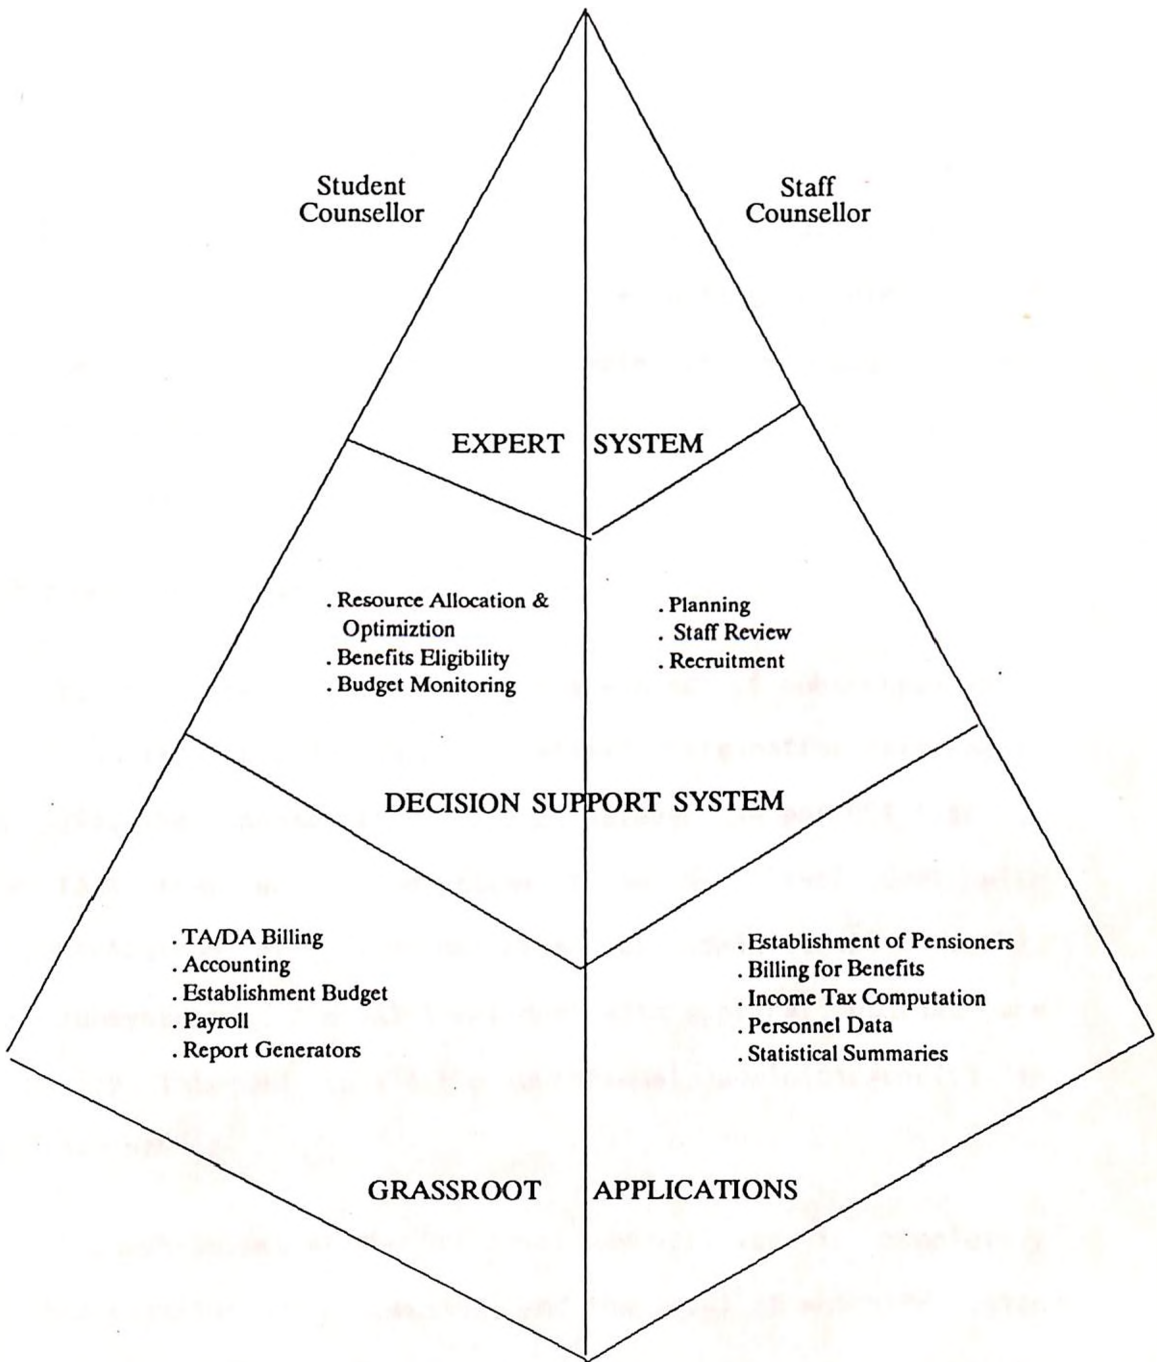 Student
Counsellor
Staff
Counsellor
EXPERT SYSTEM
. Resource Allocation &
Optimiztion
. Benefits Eligibility
. Budget Monitoring
. Planning
. Staff Review
. Recruitment
DECISION SUPPORT SYSTEM
. TA/DA Billing
. Accounting
. Establishment Budget
. Payroll
. Report Generators
. Establishment of Pensioners
. Billing for Benefits
. Income Tax Computation
. Personnel Data
. Statistical Summaries
GRASSROOT APPLICATIONS